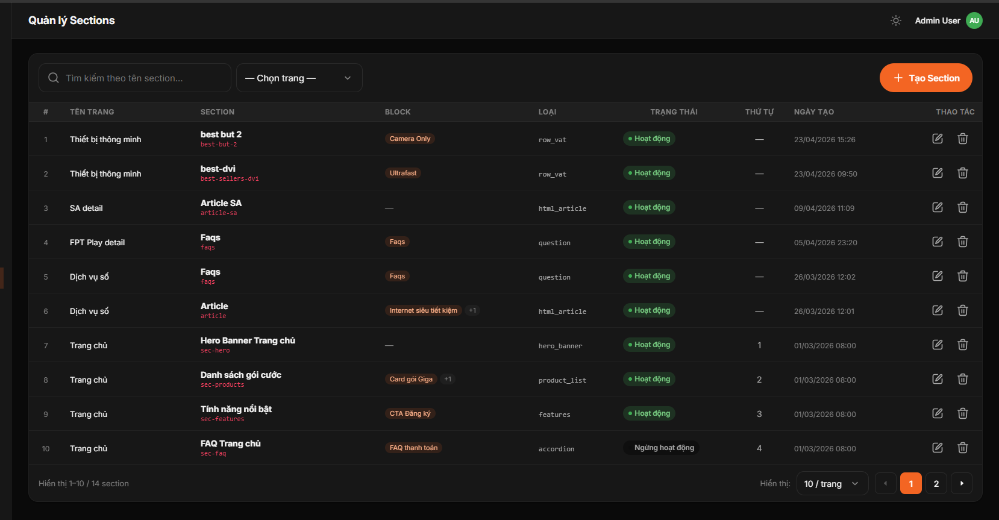 Quản lý Sections
Admin User AU
Tìm kiếm theo tên section...
— Chọn trang —
+ Tạo Section
# TÊN TRANG SECTION BLOCK LOẠI TRẠNG THÁI THỨ TỰ NGÀY TẠO THAO TÁC
1 Thiết bị thông minh best but 2 Camera Only row_vat Hoạt động — 23/04/2026 15:26
best-but-2
2 Thiết bị thông minh best-dvi Ultrafast row_vat Hoạt động — 23/04/2026 09:50
best-sellers-dvi
3 SA detail Article SA — html_article Hoạt động — 09/04/2026 11:09
article-sa
4 FPT Play detail Faqs Faqs question Hoạt động — 05/04/2026 23:20
faqs
5 Dịch vụ số Faqs Faqs question Hoạt động — 26/03/2026 12:02
faqs
6 Dịch vụ số Article Internet siêu tiết kiệm +1 html_article Hoạt động — 26/03/2026 12:01
article
7 Trang chủ Hero Banner Trang chủ — hero_banner Hoạt động 1 01/03/2026 08:00
sec-hero
8 Trang chủ Danh sách gói cước Card gói Giga +1 product_list Hoạt động 2 01/03/2026 08:00
sec-products
9 Trang chủ Tính năng nổi bật CTA Đăng ký features Hoạt động 3 01/03/2026 08:00
sec-features
10 Trang chủ FAQ Trang chủ FAQ thanh toán accordion Ngừng hoạt động 4 01/03/2026 08:00
sec-faq
Hiển thị 1–10 / 14 section
Hiển thị: 10 / trang 1 2